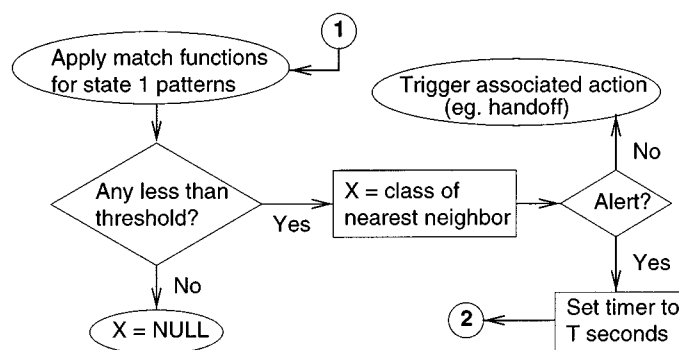 1
Apply match functions
for state 1 patterns
Trigger associated action
(eg. handoff)
No
Any less than
threshold?
Yes
X = class of
nearest neighbor
Alert?
Yes
No
X = NULL
2
Set timer to
T seconds